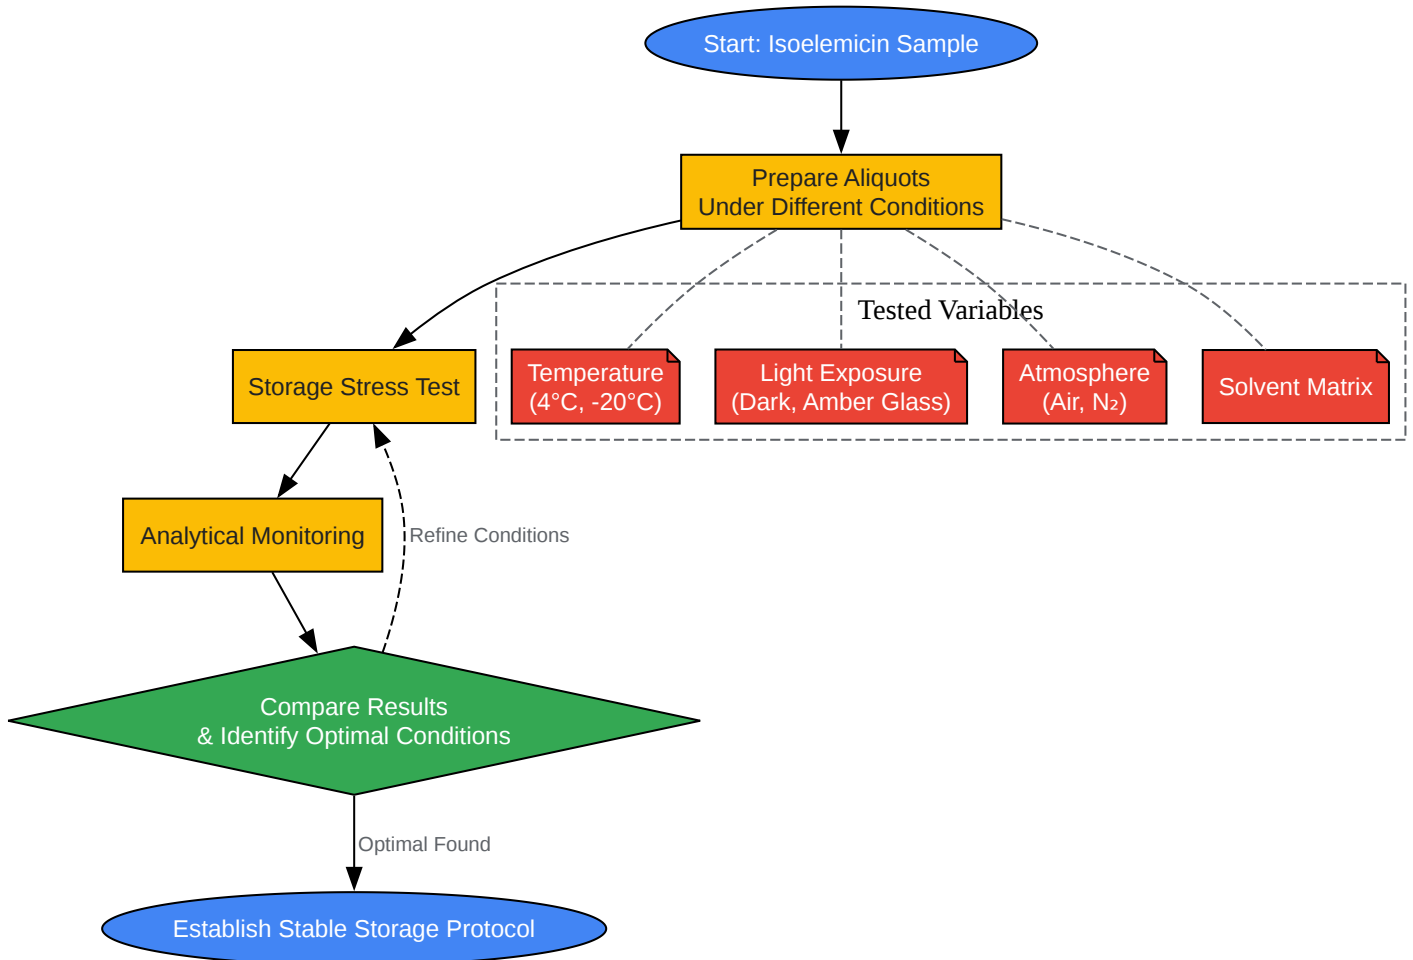 Start: Isoelemicin Sample
Prepare Aliquots
Under Different Conditions
Tested Variables
Storage Stress Test
Temperature
(4°C, -20°C)
Light Exposure
(Dark, Amber Glass)
Atmosphere
(Air, N₂)
Solvent Matrix
Analytical Monitoring
Refine Conditions
Compare Results
& Identify Optimal Conditions
Optimal Found
Establish Stable Storage Protocol